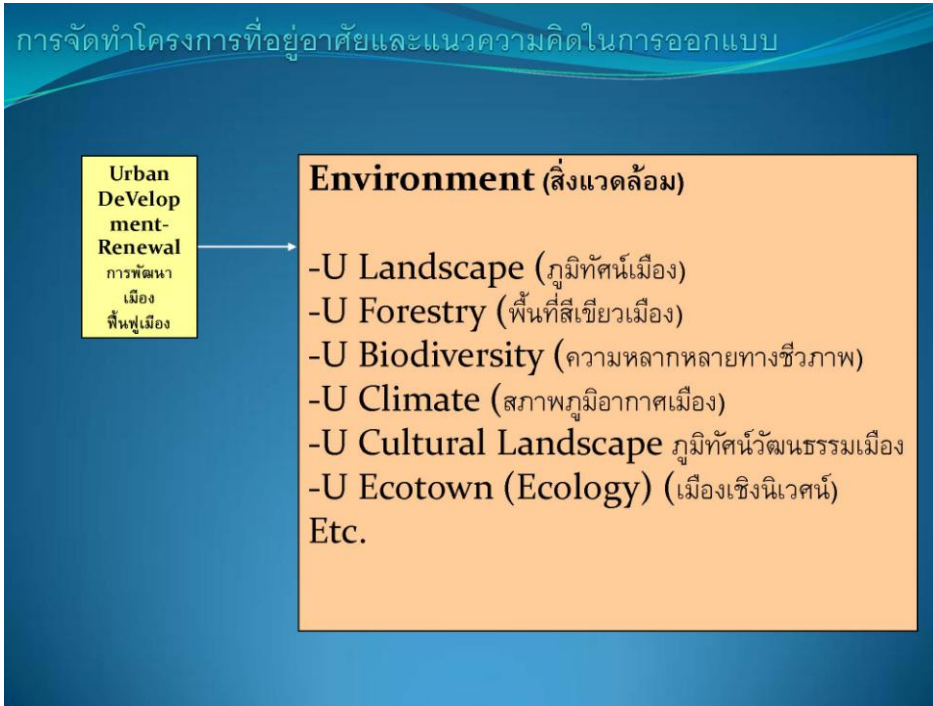 การจัดทำโครงการที่อยู่อาศัยและแนวความคิดในการออกแบบ
Urban
DeVelop
ment-
Renewal
การพัฒนา
เมือง
ฟื้นฟูเมือง
Environment (สิ่งแวดล้อม)
-U Landscape (ภูมิทัศน์เมือง)
-U Forestry (พื้นที่สีเขียวเมือง)
-U Biodiversity (ความหลากหลายทางชีวภาพ)
-U Climate (สภาพภูมิอากาศเมือง)
-U Cultural Landscape ภูมิทัศน์วัฒนธรรมเมือง
-U Ecotown (Ecology) (เมืองเชิงนิเวศน์)
Etc.